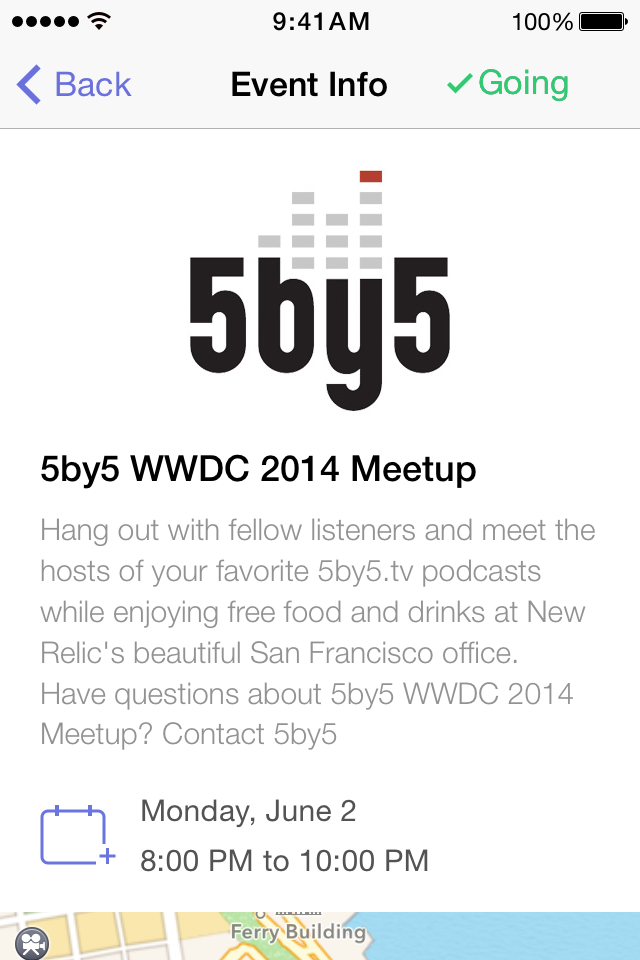 9:41AM 100%
Back Event Info Going
5by5
5by5 WWDC 2014 Meetup
Hang out with fellow listeners and meet the
hosts of your favorite 5by5.tv podcasts
while enjoying free food and drinks at New
Relic's beautiful San Francisco office.
Have questions about 5by5 WWDC 2014
Meetup? Contact 5by5
Monday, June 2
8:00 PM to 10:00 PM
Ferry Building